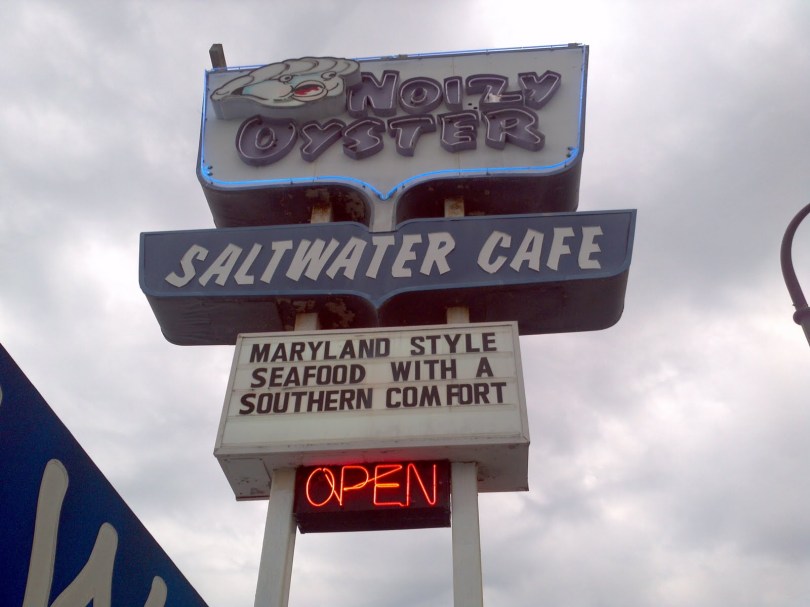 NOIZY
OYSTER
SALTWATER CAFE
MARYLAND STYLE
SEAFOOD WITH A
SOUTHERN COMFORT
OPEN